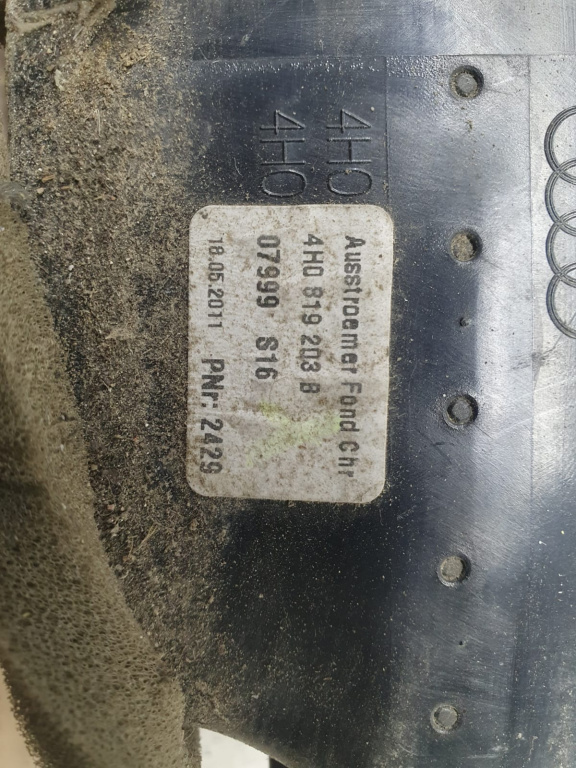 4H0
4H0
Ausstroemer Fond Chr
4H0 819 203 B
07999 S16
18.05.2011 PNr: 2429